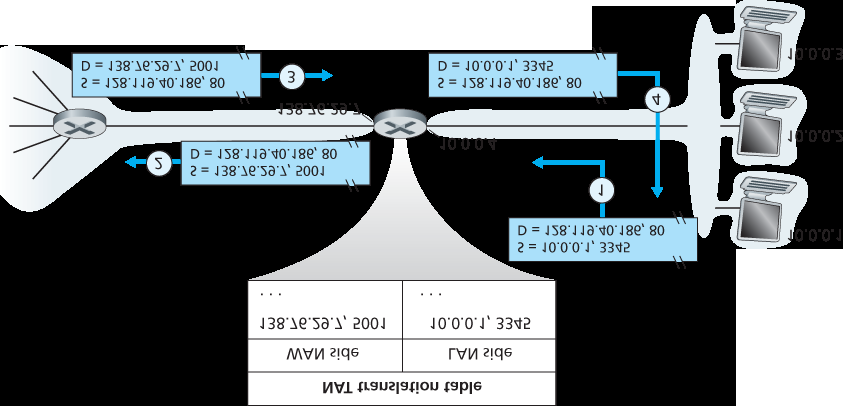 NAT translation table
WAN side
LAN side
138.76.29.7, 5001
10.0.0.1, 3345
. . .
. . .
S = 10.0.0.1, 3345
D = 128.119.40.186, 80
10.0.0.1
1
S = 138.76.29.7, 5001
D = 128.119.40.186, 80
2
10.0.0.4
10.0.0.2
138.76.29.7
4
S = 128.119.40.186, 80
D = 138.76.29.7, 5001
3
S = 128.119.40.186, 80
D = 10.0.0.1, 3345
10.0.0.3